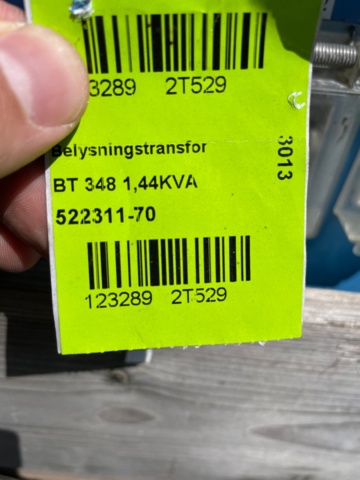 3289 2T529
Belysningstransfor
BT 348 1,44KVA
522311-70
3013
123289 2T529